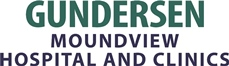 GUNDERSEN
MOUNDVIEW
HOSPITAL AND CLINICS